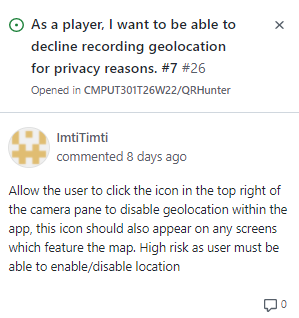 As a player, I want to be able to
decline recording geolocation
for privacy reasons. #7 #26
Opened in CMPUT301T26W22/QRHunter
ImtiTimti
commented 8 days ago
Allow the user to click the icon in the top right of
the camera pane to disable geolocation within the
app, this icon should also appear on any screens
which feature the map. High risk as user must be
able to enable/disable location
0